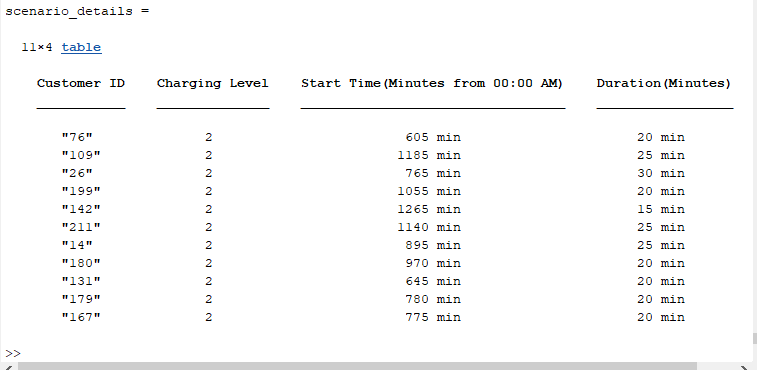 scenario_details =
11×4 table
Customer ID Charging Level Start Time(Minutes from 00:00 AM) Duration(Minutes)
"76" 2 605 min 20 min
"109" 2 1185 min 25 min
"26" 2 765 min 30 min
"199" 2 1055 min 20 min
"142" 2 1265 min 15 min
"211" 2 1140 min 25 min
"14" 2 895 min 25 min
"180" 2 970 min 20 min
"131" 2 645 min 20 min
"179" 2 780 min 20 min
"167" 2 775 min 20 min
>>